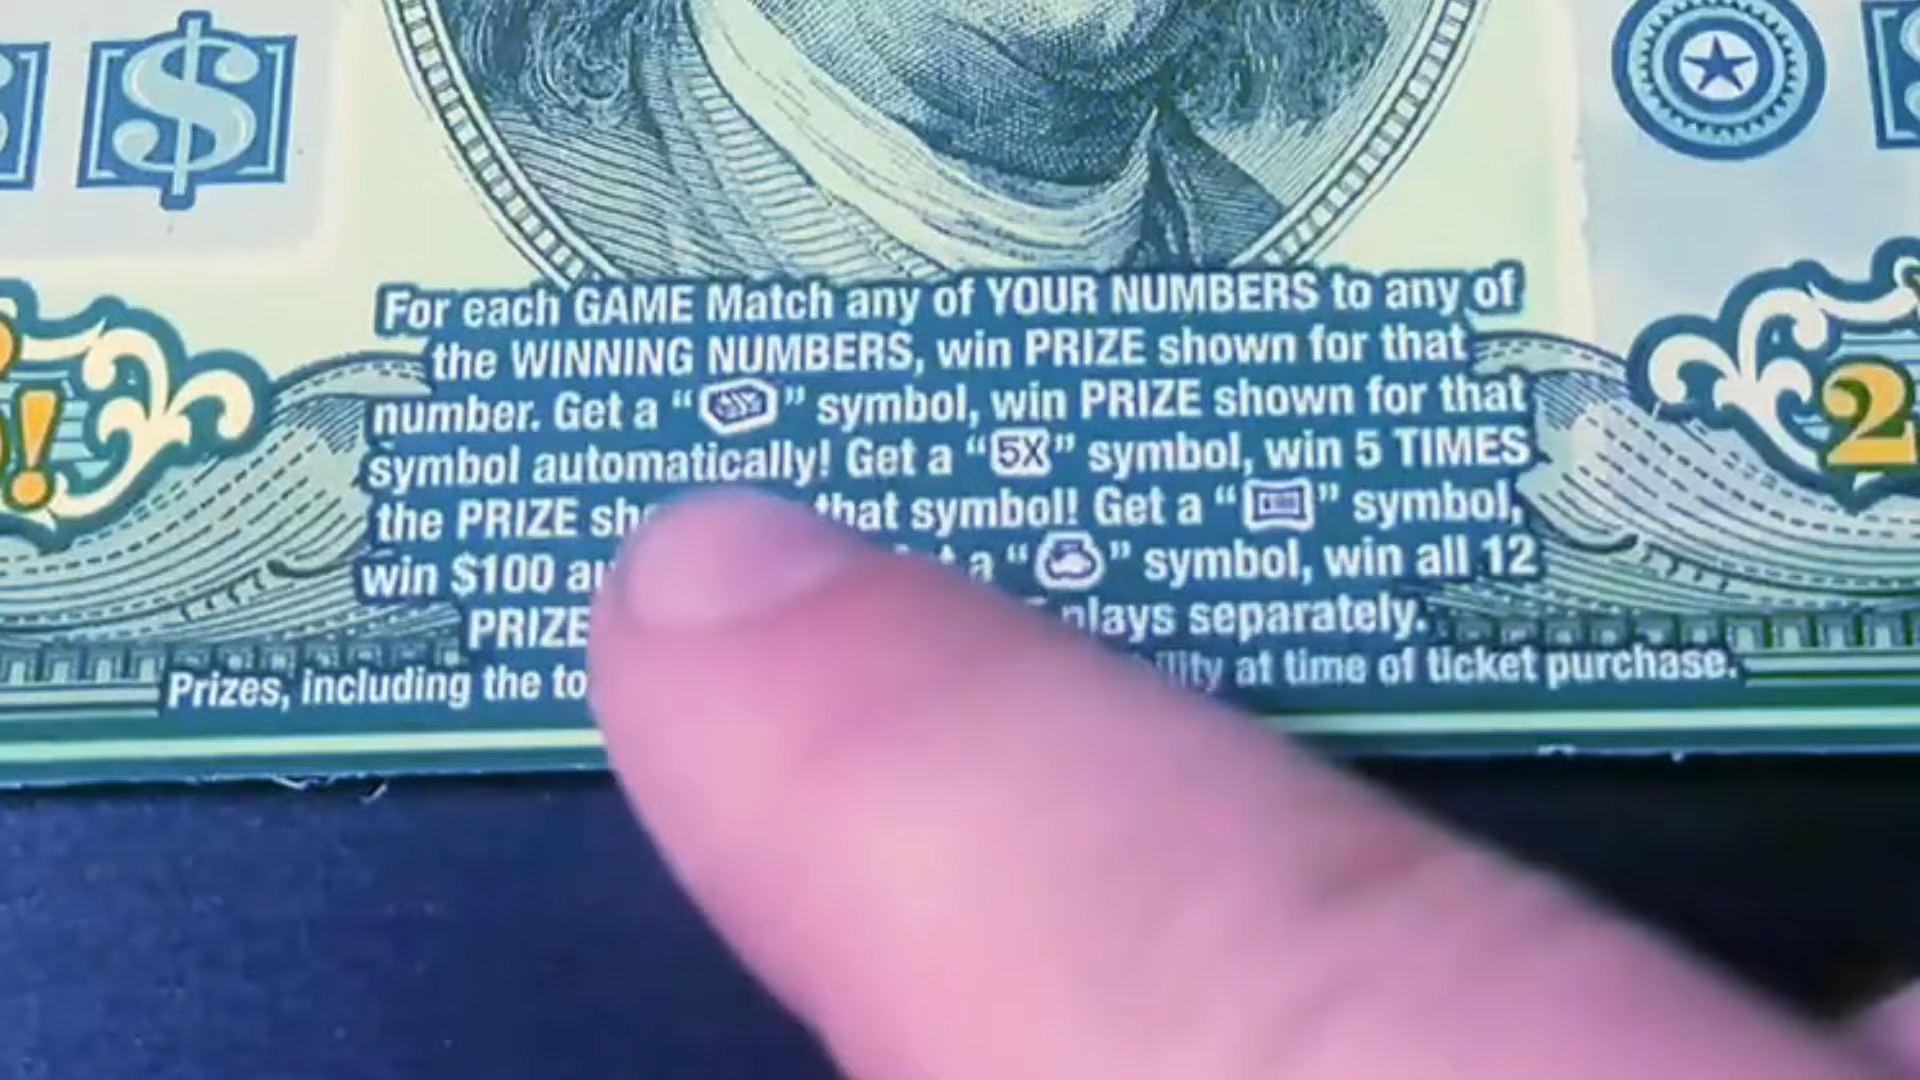 For each GAME Match any of YOUR NUMBERS to any of
the WINNING NUMBERS, win PRIZE shown for that
number. Get a “ ” symbol, win PRIZE shown for that
symbol automatically! Get a “5X” symbol, win 5 TIMES
the PRIZE that symbol! Get a “ ” symbol,
win $100 a “ ” symbol, win all 12
plays separately.
Prizes, including the at time of ticket purchase.
$
2
!